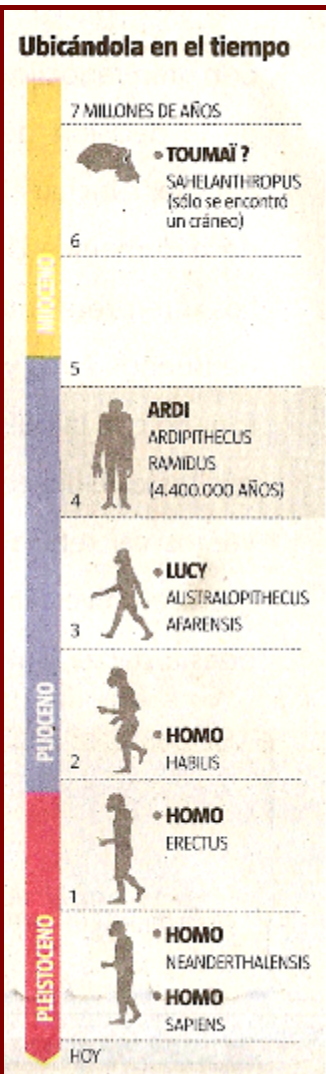 Ubicándola en el tiempo
7 MILLONES DE AÑOS
TOUMAÏ ?
SAHELANTHROPUS
(sólo se encontró
un cráneo)
6
MIOCENO
5
ARDI
ARDIPITHECUS
RAMIDUS
(4.400.000 AÑOS)
4
LUCY
AUSTRALOPITHECUS
AFARENSIS
3
PLIOCENO
HOMO
HABILIS
2
HOMO
ERECTUS
1
PLEISTOCENO
HOMO
NEANDERTHALENSIS
HOMO
SAPIENS
HOY